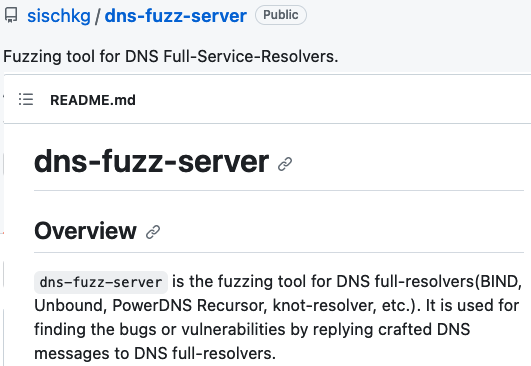 sischkg / dns-fuzz-server Public
Fuzzing tool for DNS Full-Service-Resolvers.
README.md
dns-fuzz-server
Overview
dns-fuzz-server is the fuzzing tool for DNS full-resolvers(BIND,
Unbound, PowerDNS Recursor, knot-resolver, etc.). It is used for
finding the bugs or vulnerabilities by replying crafted DNS
messages to DNS full-resolvers.